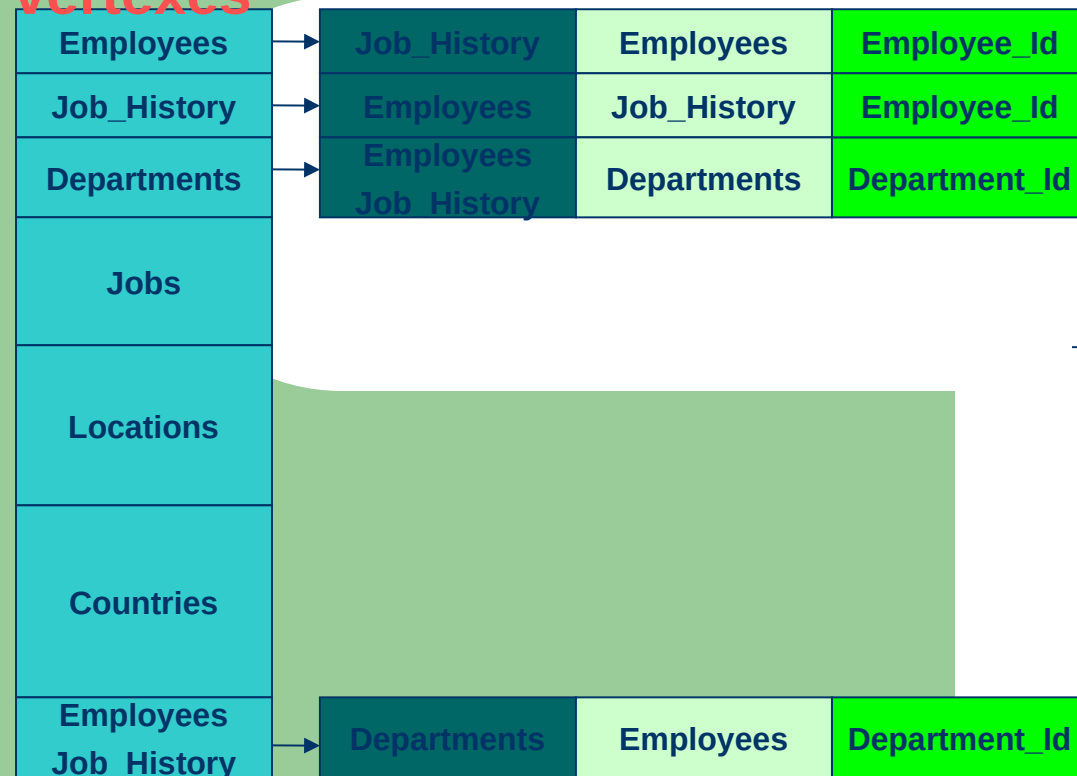 Employees Job_History Employees Employee_Id
Job_History Employees Job_History Employee_Id
Departments Employees Departments Department_Id
Job_History
Jobs
Locations
Countries
Employees
Job_History Departments Employees Department_Id